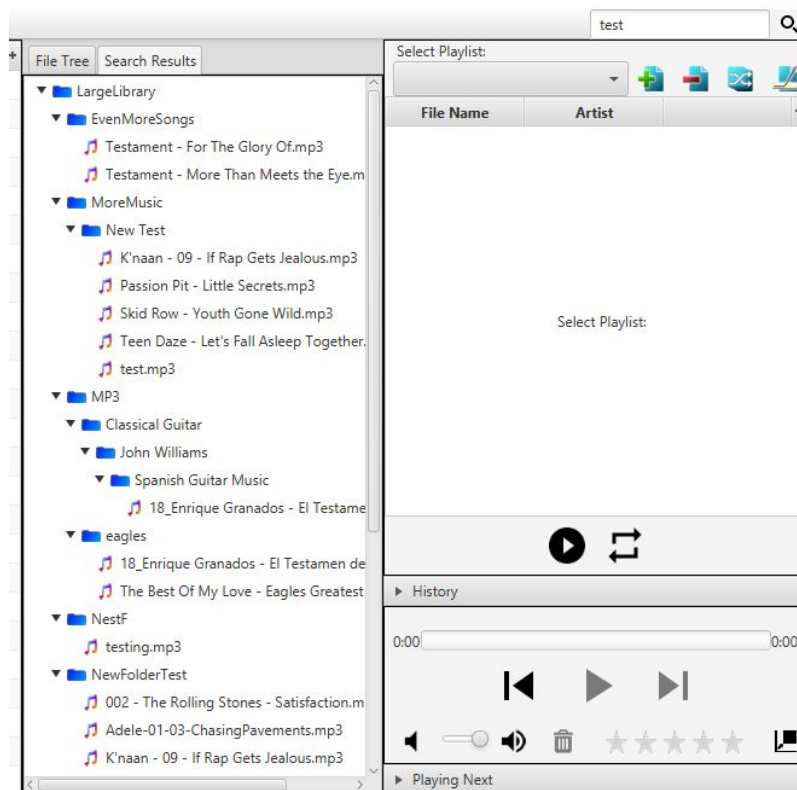 test
File Tree
Search Results
LargeLibrary
EvenMoreSongs
Testament - For The Glory Of.mp3
Testament - More Than Meets the Eye.m
MoreMusic
New Test
K'naan - 09 - If Rap Gets Jealous.mp3
Passion Pit - Little Secrets.mp3
Skid Row - Youth Gone Wild.mp3
Teen Daze - Let's Fall Asleep Together.
test.mp3
MP3
Classical Guitar
John Williams
Spanish Guitar Music
18_Enrique Granados - El Testame
eagles
18_Enrique Granados - El Testamen de
The Best Of My Love - Eagles Greatest
NestF
testing.mp3
NewFolderTest
002 - The Rolling Stones - Satisfaction.m
Adele-01-03-ChasingPavements.mp3
K'naan - 09 - If Rap Gets Jealous.mp3
Select Playlist:
File Name
Artist
Select Playlist:
History
0:00
0:00
Playing Next